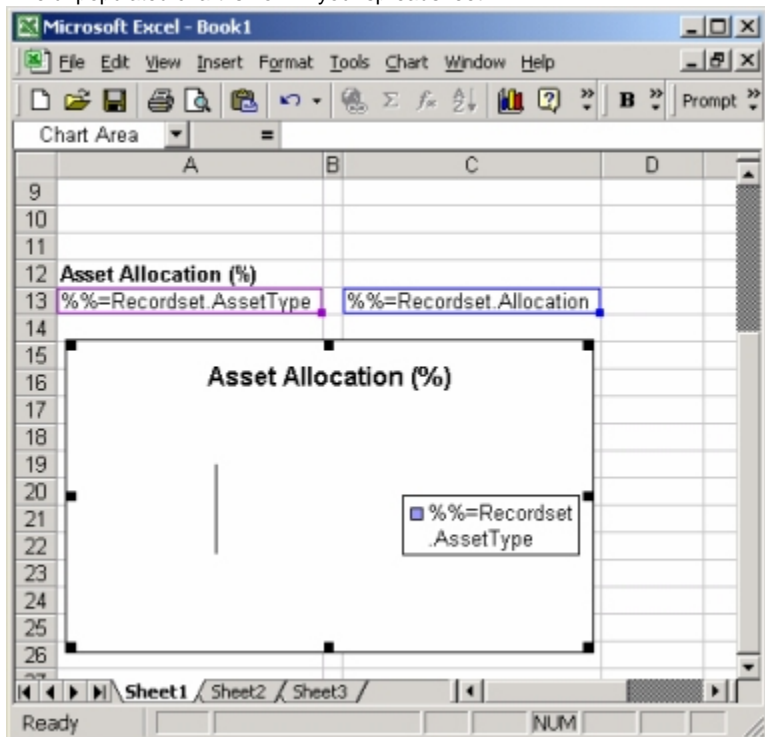 Microsoft Excel - Book1
File Edit View Insert Format Tools Chart Window Help
B Prompt
Chart Area =
A B C D
9
10
11
12 Asset Allocation (%)
13 %%=Recordset.AssetType %%=Recordset.Allocation
14
15
16
17
18
19
20
21
22
23
24
25
26
Asset Allocation (%)
%%=Recordset
.AssetType
Sheet1 Sheet2 Sheet3
Ready NUM